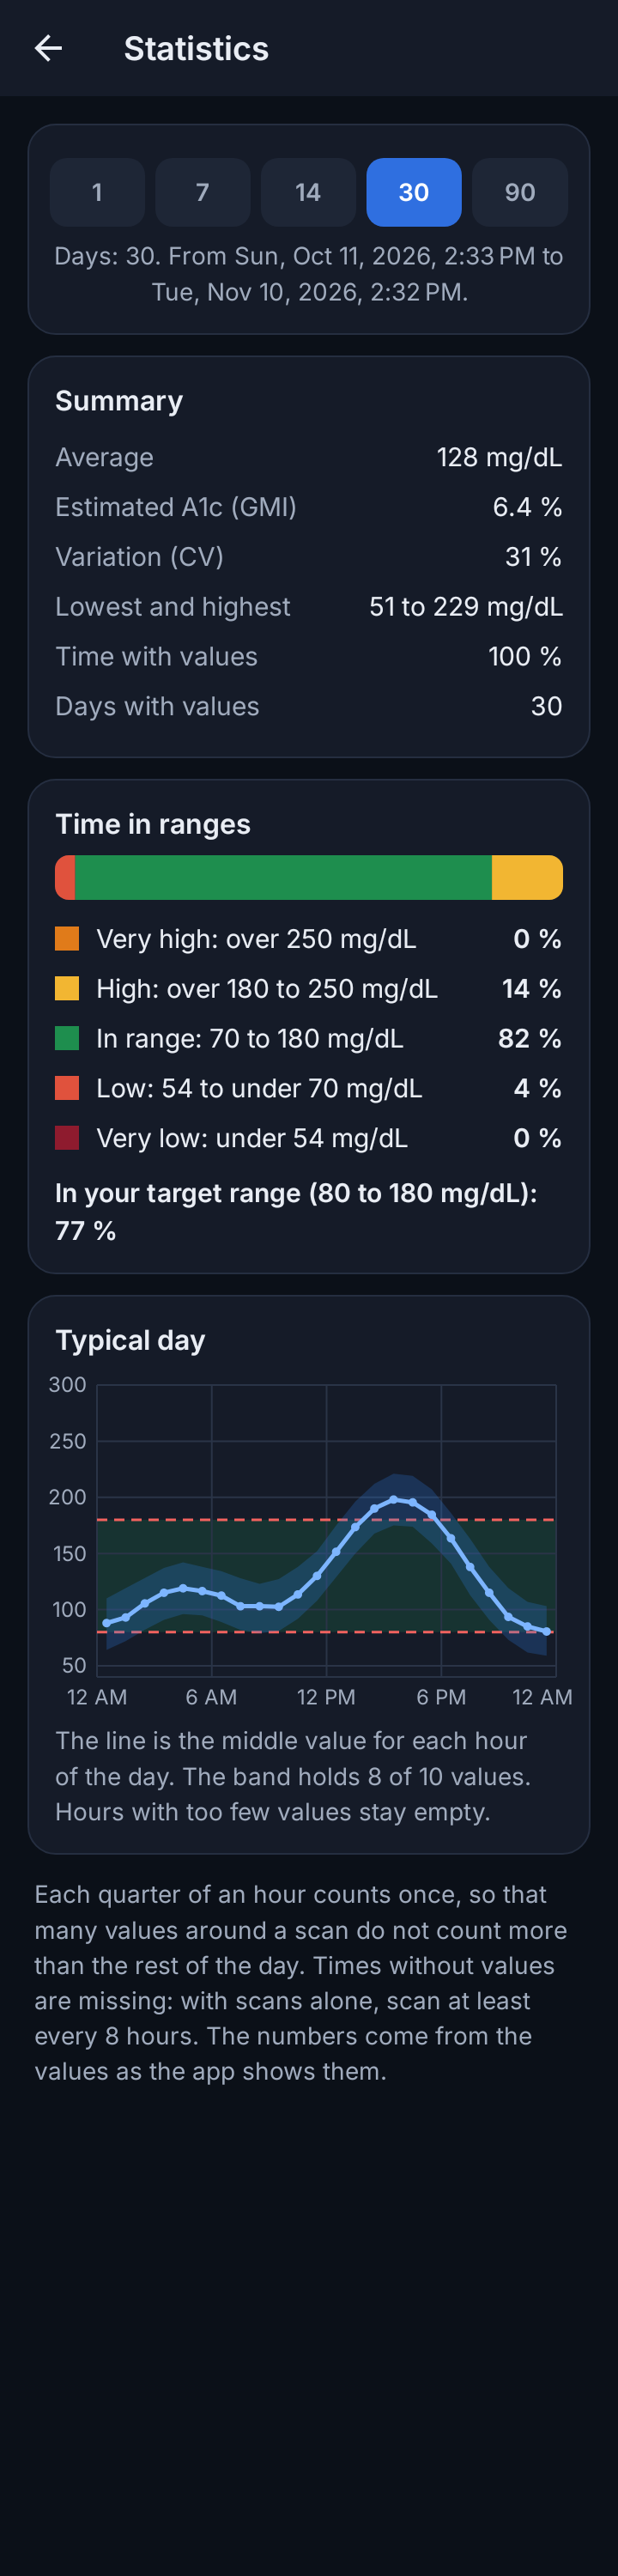 Statistics
1 7 14 30 90
Days: 30. From Sun, Oct 11, 2026, 2:33 PM to
Tue, Nov 10, 2026, 2:32 PM.
Summary
Average 128 mg/dL
Estimated A1c (GMI) 6.4 %
Variation (CV) 31 %
Lowest and highest 51 to 229 mg/dL
Time with values 100 %
Days with values 30
Time in ranges
Very high: over 250 mg/dL 0 %
High: over 180 to 250 mg/dL 14 %
In range: 70 to 180 mg/dL 82 %
Low: 54 to under 70 mg/dL 4 %
Very low: under 54 mg/dL 0 %
In your target range (80 to 180 mg/dL):
77 %
Typical day
300
250
200
150
100
50
12 AM 6 AM 12 PM 6 PM 12 AM
The line is the middle value for each hour
of the day. The band holds 8 of 10 values.
Hours with too few values stay empty.
Each quarter of an hour counts once, so that
many values around a scan do not count more
than the rest of the day. Times without values
are missing: with scans alone, scan at least
every 8 hours. The numbers come from the
values as the app shows them.